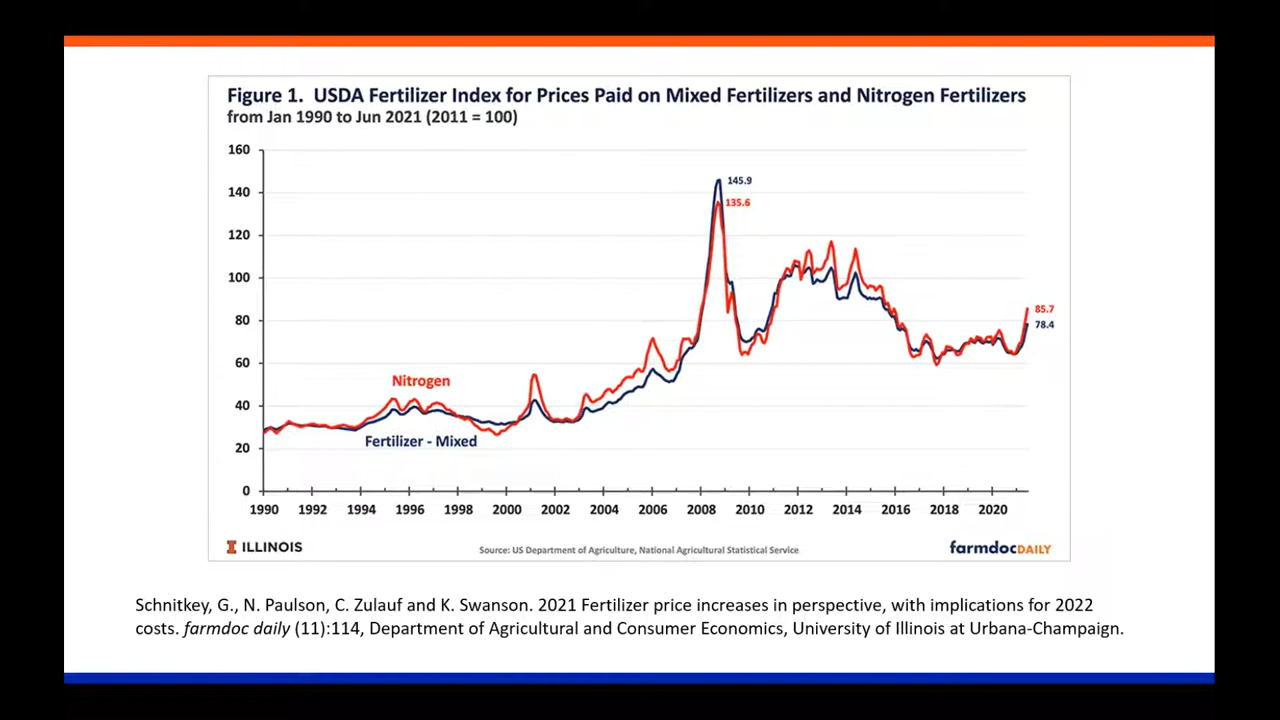 Figure 1.  USDA Fertilizer Index for Prices Paid on Mixed Fertilizers and Nitrogen Fertilizers
from Jan 1990 to Jun 2021 (2011 = 100)
160
140
120
100
80
60
40
20
0
145.9
135.6
85.7
78.4
Nitrogen
Fertilizer - Mixed
1990 1992 1994 1996 1998 2000 2002 2004 2006 2008 2010 2012 2014 2016 2018 2020
ILLINOIS
Source: US Department of Agriculture, National Agricultural Statistical Service
farmdocDAILY
Schnitkey, G., N. Paulson, C. Zulauf and K. Swanson. 2021 Fertilizer price increases in perspective, with implications for 2022
costs. farmdoc daily (11):114, Department of Agricultural and Consumer Economics, University of Illinois at Urbana-Champaign.